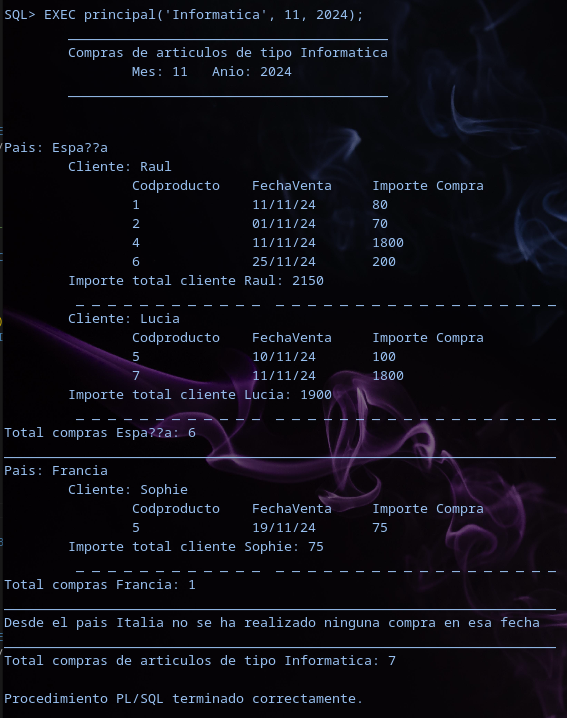 SQL> EXEC principal('Informatica', 11, 2024);
Compras de articulos de tipo Informatica
Mes: 11 Anio: 2024
Pais: Espa??a
Cliente: Raul
Codproducto FechaVenta Importe Compra
1 11/11/24 80
2 01/11/24 70
4 11/11/24 1800
6 25/11/24 200
Importe total cliente Raul: 2150
Cliente: Lucia
Codproducto FechaVenta Importe Compra
5 10/11/24 100
7 11/11/24 1800
Importe total cliente Lucia: 1900
Total compras Espa??a: 6
Pais: Francia
Cliente: Sophie
Codproducto FechaVenta Importe Compra
5 19/11/24 75
Importe total cliente Sophie: 75
Total compras Francia: 1
Desde el pais Italia no se ha realizado ninguna compra en esa fecha
Total compras de articulos de tipo Informatica: 7
Procedimiento PL/SQL terminado correctamente.